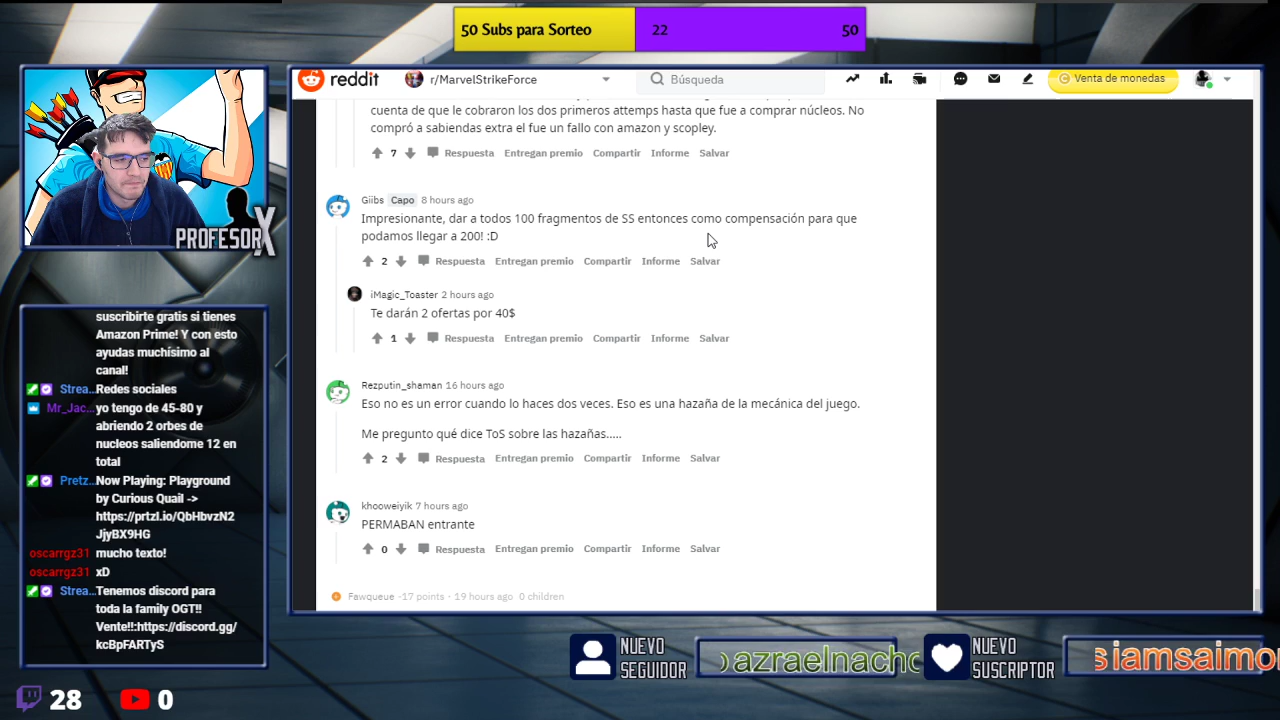 50 Subs para Sorteo
22
50
reddit
r/MarvelStrikeForce
Búsqueda
Venta de monedas
cuenta de que le cobraron los dos primeros attemps hasta que fue a comprar núcleos. No
compró a sabiendas extra el fue un fallo con amazon y scopley.
7 Respuesta Entregan premio Compartir Informe Salvar
Giibs Capo 8 hours ago
Impresionante, dar a todos 100 fragmentos de SS entonces como compensación para que
podamos llegar a 200! :D
2 Respuesta Entregan premio Compartir Informe Salvar
iMagic_Toaster 2 hours ago
Te darán 2 ofertas por 40$
1 Respuesta Entregan premio Compartir Informe Salvar
Rezputin_shaman 16 hours ago
Eso no es un error cuando lo haces dos veces. Eso es una hazaña de la mecánica del juego.
Me pregunto qué dice ToS sobre las hazañas.....
2 Respuesta Entregan premio Compartir Informe Salvar
khooweiyik 7 hours ago
PERMABAN entrante
0 Respuesta Entregan premio Compartir Informe Salvar
Fawqueue -17 points · 19 hours ago 0 children
PROFESOR X
suscribirte gratis si tienes
Amazon Prime! Y con esto
ayudas muchísimo al
canal!
Strea... Redes sociales
Mr_Jac... yo tengo de 45-80 y
abriendo 2 orbes de
nucleos saliendome 12 en
total
Pretz... Now Playing: Playground
by Curious Quail ->
https://prtzl.io/QbHbvzN2
JjyBX9HG
oscarrgz31 mucho texto!
oscarrgz31 xD
Strea... Tenemos discord para
toda la family OGT!!
Vente!!:https://discord.gg/
kcBpFARTyS
28
0
NUEVO
SEGUIDOR
azraelnacho
NUEVO
SUSCRIPTOR
siamsaimo